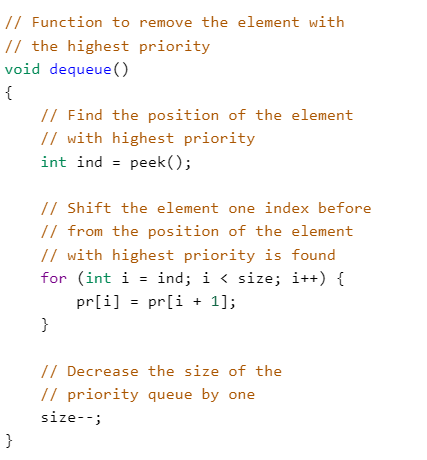 // Function to remove the element with
// the highest priority
void dequeue()
{
    // Find the position of the element
    // with highest priority
    int ind = peek();

    // Shift the element one index before
    // from the position of the element
    // with highest priority is found
    for (int i = ind; i < size; i++) {
        pr[i] = pr[i + 1];
    }

    // Decrease the size of the
    // priority queue by one
    size--;
}